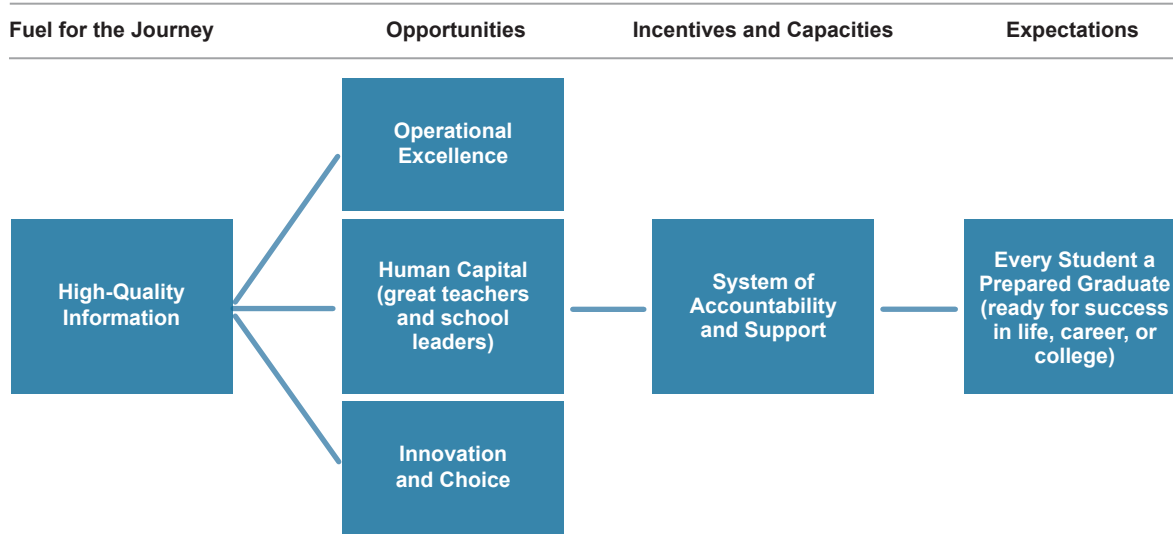 Fuel for the Journey
Opportunities
Incentives and Capacities
Expectations
High-Quality
Information
Operational
Excellence
Human Capital
(great teachers
and school
leaders)
Innovation
and Choice
System of
Accountability
and Support
Every Student a
Prepared Graduate
(ready for success
in life, career, or
college)